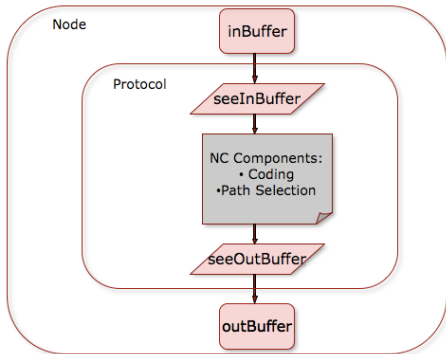 Node
inBuffer
Protocol
seeInBuffer
NC Components:
• Coding
•Path Selection
seeOutBuffer
outBuffer